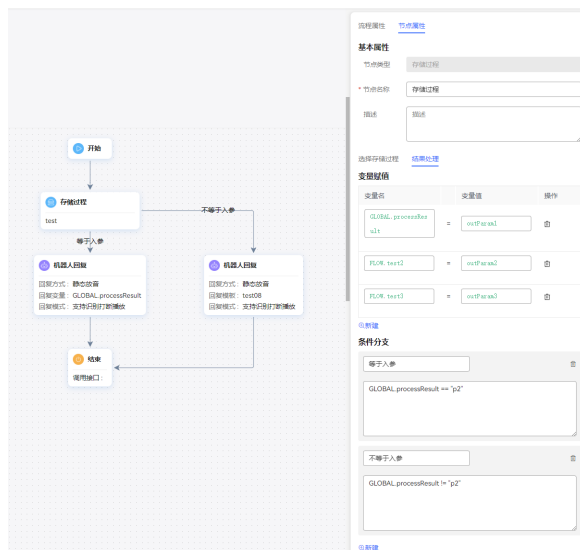 流程属性 节点属性
基本属性
节点类型 存储过程
* 节点名称 存储过程
描述 描述
选择存储过程 结果处理
变量赋值
变量名 变量值 操作
GLOBAL.processRes
ult
= outParam1
FLOW.test2 = outParam2
FLOW.test3 = outParam3
新建
条件分支
等于入参
GLOBAL.processResult == "p2"
不等于入参
GLOBAL.processResult != "p2"
新建
开始
存储过程
test
不等于入参
等于入参
机器人回复
回复方式: 静态放音
回复变量: GLOBAL.processResult
回复模式: 支持识别打断播放
机器人回复
回复方式: 静态放音
回复模板: test08
回复模式: 支持识别打断播放
结束
调用接口: